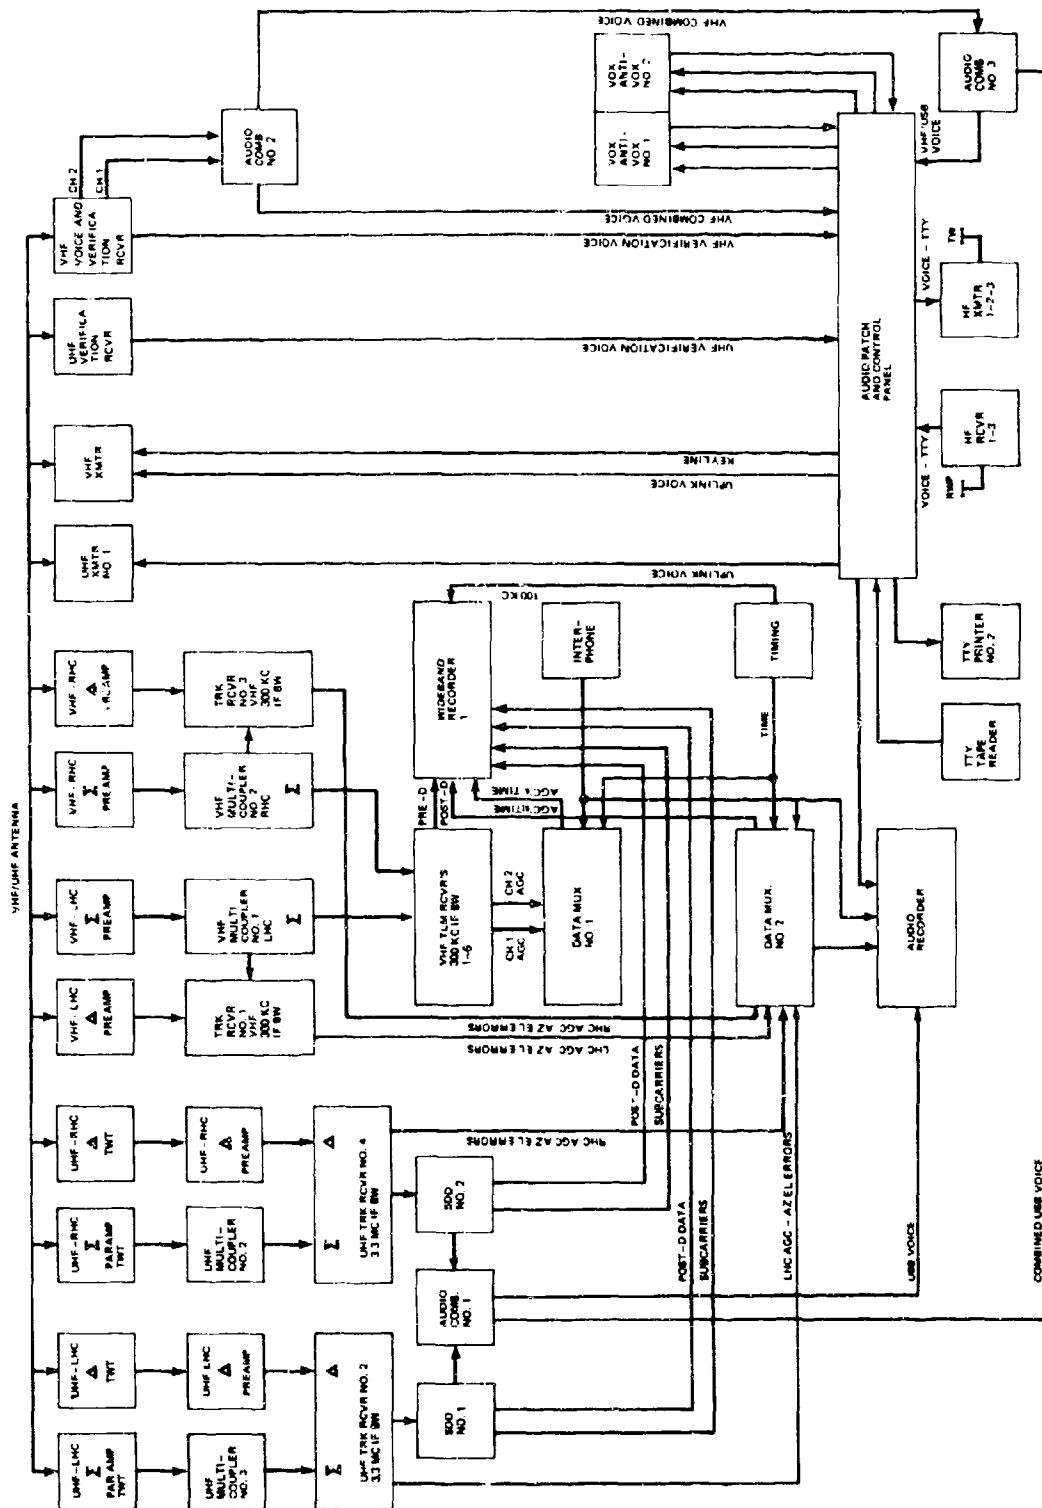 VHF/UHF ANTENNA
UHF-LHC
Σ
PARAMP
TWT
UHF-LHC
Δ
TWT
UHF-RHC
Σ
PARAMP
TWT
UHF-RHC
Δ
TWT
VHF-LHC
Δ
PREAMP
VHF-LHC
Σ
PREAMP
VHF-RHC
Σ
PREAMP
VHF-RHC
Δ
PREAMP
UHF
XMTR
NO. 1
VHF
XMTR
UHF
VERIFICA
TION
RCVR
VHF
VOICE AND
VERIFICA
TION
RCVR
CH 2
CH 1
UHF
MULTI-
COUPLER
NO. 3
UHF LHC
Δ
PREAMP
UHF
MULTI-
COUPLER
NO. 2
UHF-RHC
Δ
PREAMP
TRK
RCVR
NO. 1
VHF
300 KC
IF BW
VHF
MULTI
COUPLER
NO. 1
LHC
Σ
VHF
MULTI-
COUPLER
NO. 2
RHC
Σ
TRK
RCVR
NO. 3
VHF
300 KC
IF BW
AUDIO
COMB
NO. 2
VHF COMBINED VOICE
Σ
Δ
UHF TRK RCVR NO. 2
3.3 MC IF BW
Σ
Δ
UHF TRK RCVR NO. 4
3.3 MC IF BW
SDD
NO. 1
AUDIO
COMB.
NO. 1
SDD
NO. 2
RHC AGC AZ EL ERRORS
LHC AGC AZ EL ERRORS
RHC AGC AZ EL ERRORS
VHF TLM RCVR'S
300 KC IF BW
1-6
PRE-D
POST-D
WIDEBAND
RECORDER
1
100 KC
CH 1
AGC
CH 2
AGC
DATA MUX
NO 1
AGC'S TIME
AGC'S TIME
INTER-
PHONE
UPLINK VOICE
UPLINK VOICE
KEYLINE
UHF VERIFICATION VOICE
VHF VERIFICATION VOICE
VHF COMBINED VOICE
VOX
ANTI-
VOX
NO. 1
VOX
ANTI-
VOX
NO. 2
POST-D DATA
SUBCARRIERS
POST-D DATA
SUBCARRIERS
LHC AGC - AZ EL ERRORS
DATA MUX.
NO. 2
TIME
TIMING
AUDIO PATCH
AND CONTROL
PANEL
VHF/USB
VOICE
AUDIO
COMB
NO 3
USB VOICE
AUDIO
RECORDER
TTY
TAPE
READER
TTY
PRINTER
NO. 2
VOICE - TTY
VOICE - TTY
HF
RCVR
1-3
HF
XMTR
1-2-3
COMBINED USB VOICE